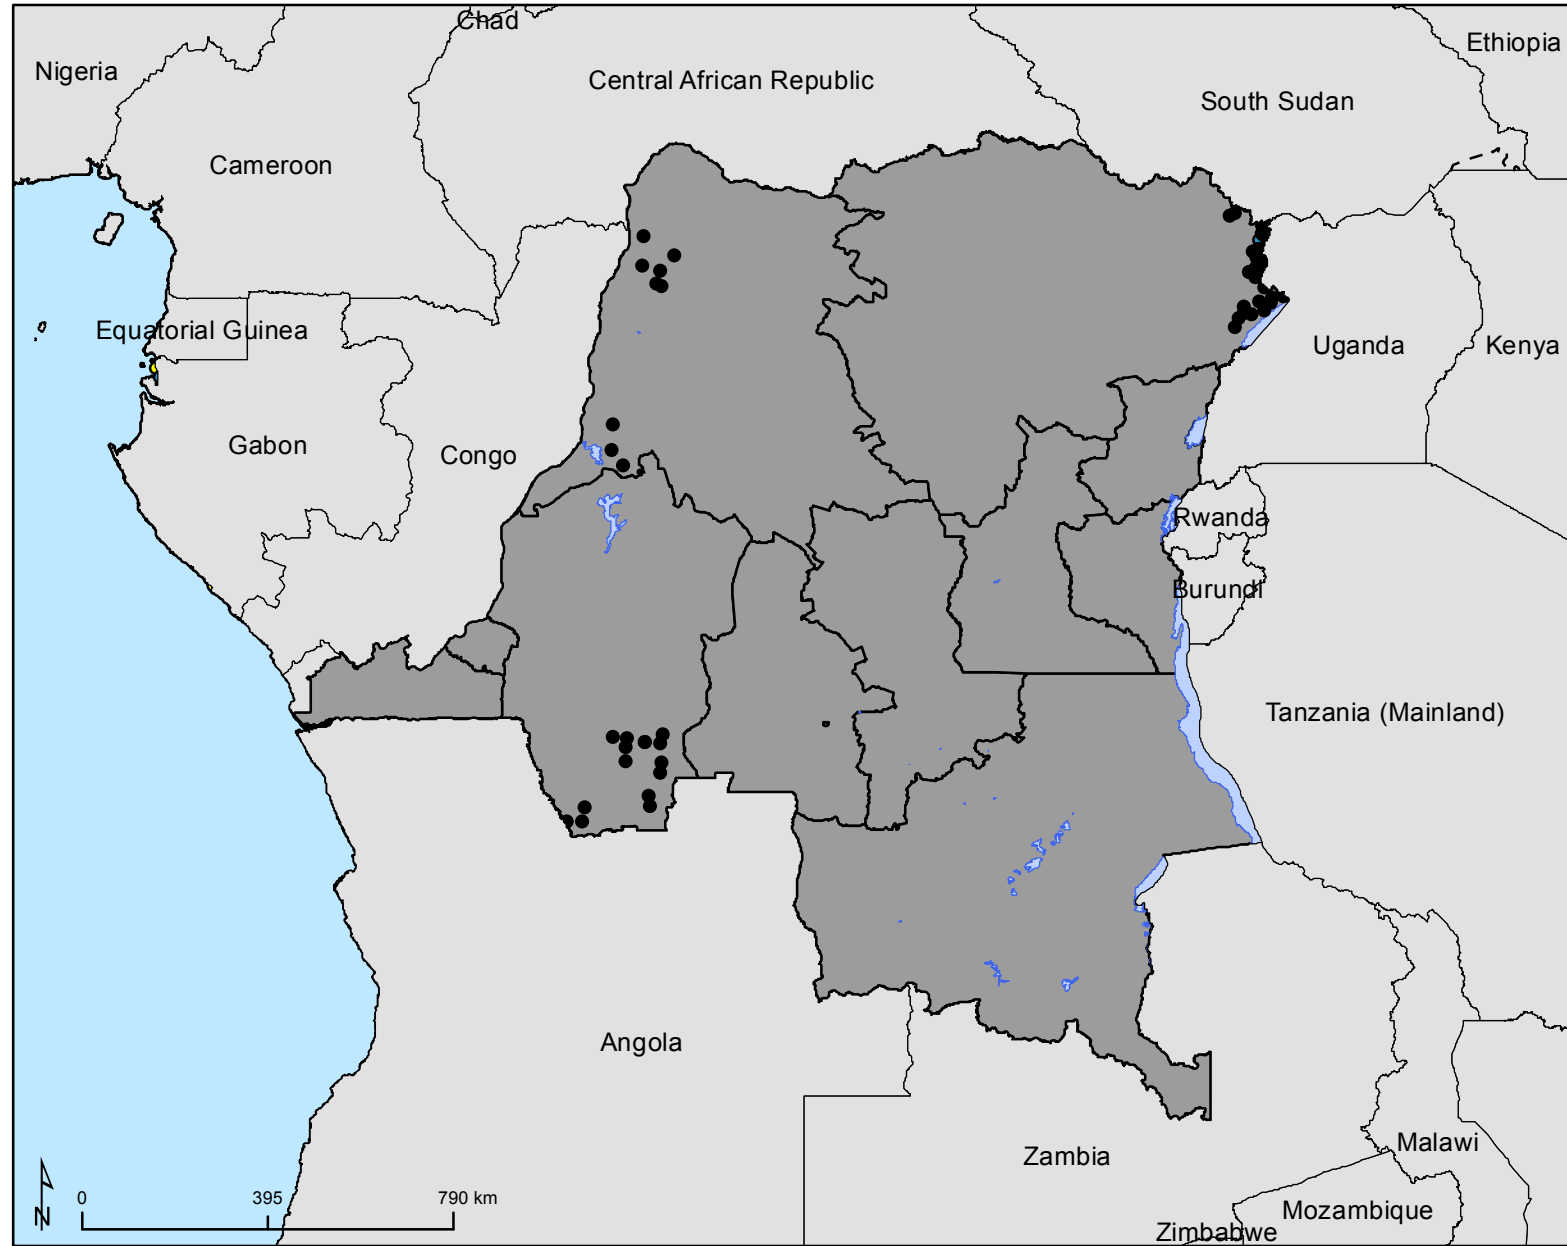 Chad
Ethiopia
Nigeria
Central African Republic
South Sudan
Cameroon
Equatorial Guinea
Uganda
Kenya
Gabon
Congo
Rwanda
Burundi
Tanzania (Mainland)
Angola
Malawi
Zambia
Mozambique
Zimbabwe
N
0 395 790 km